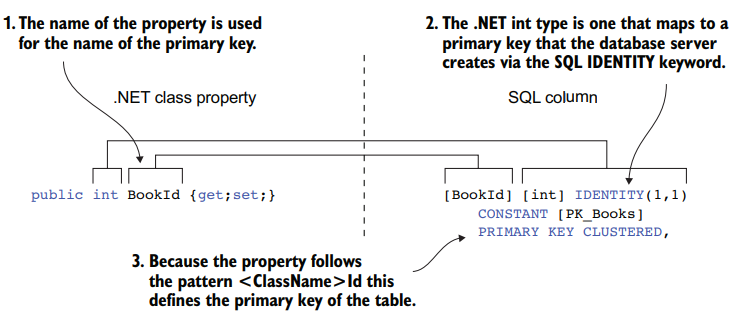 1. The name of the property is used
for the name of the primary key.
2. The .NET int type is one that maps to a
primary key that the database server
creates via the SQL IDENTITY keyword.
.NET class property
SQL column
public int BookId {get;set;}
[BookId] [int] IDENTITY(1,1)
CONSTANT [PK_Books]
PRIMARY KEY CLUSTERED,
3. Because the property follows
the pattern <ClassName>Id this
defines the primary key of the table.